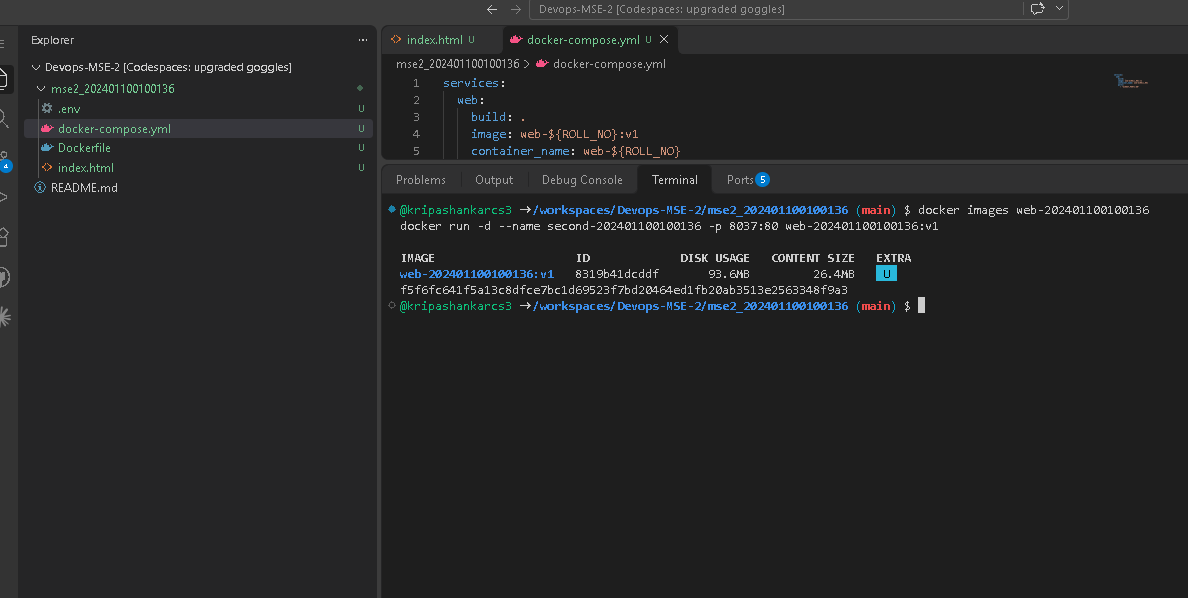 Devops-MSE-2 [Codespaces: upgraded goggles]
Explorer
Devops-MSE-2 [Codespaces: upgraded goggles]
mse2_202401100100136
.env U
docker-compose.yml U
Dockerfile U
index.html U
README.md
4
index.html U
docker-compose.yml U
mse2_202401100100136 > docker-compose.yml
1 services:
2 web:
3 build: .
4 image: web-${ROLL_NO}:v1
5 container_name: web-${ROLL_NO}
Problems Output Debug Console Terminal Ports 5
@kripashankarcs3 →/workspaces/Devops-MSE-2/mse2_202401100100136 (main) $ docker images web-202401100100136
docker run -d --name second-202401100100136 -p 8037:80 web-202401100100136:v1
IMAGE ID DISK USAGE CONTENT SIZE EXTRA
web-202401100100136:v1 8319b41dcddf 93.6MB 26.4MB U
f5f6fc641f5a13c8dfce7bc1d69523f7bd20464ed1fb20ab3513e2563348f9a3
@kripashankarcs3 →/workspaces/Devops-MSE-2/mse2_202401100100136 (main) $